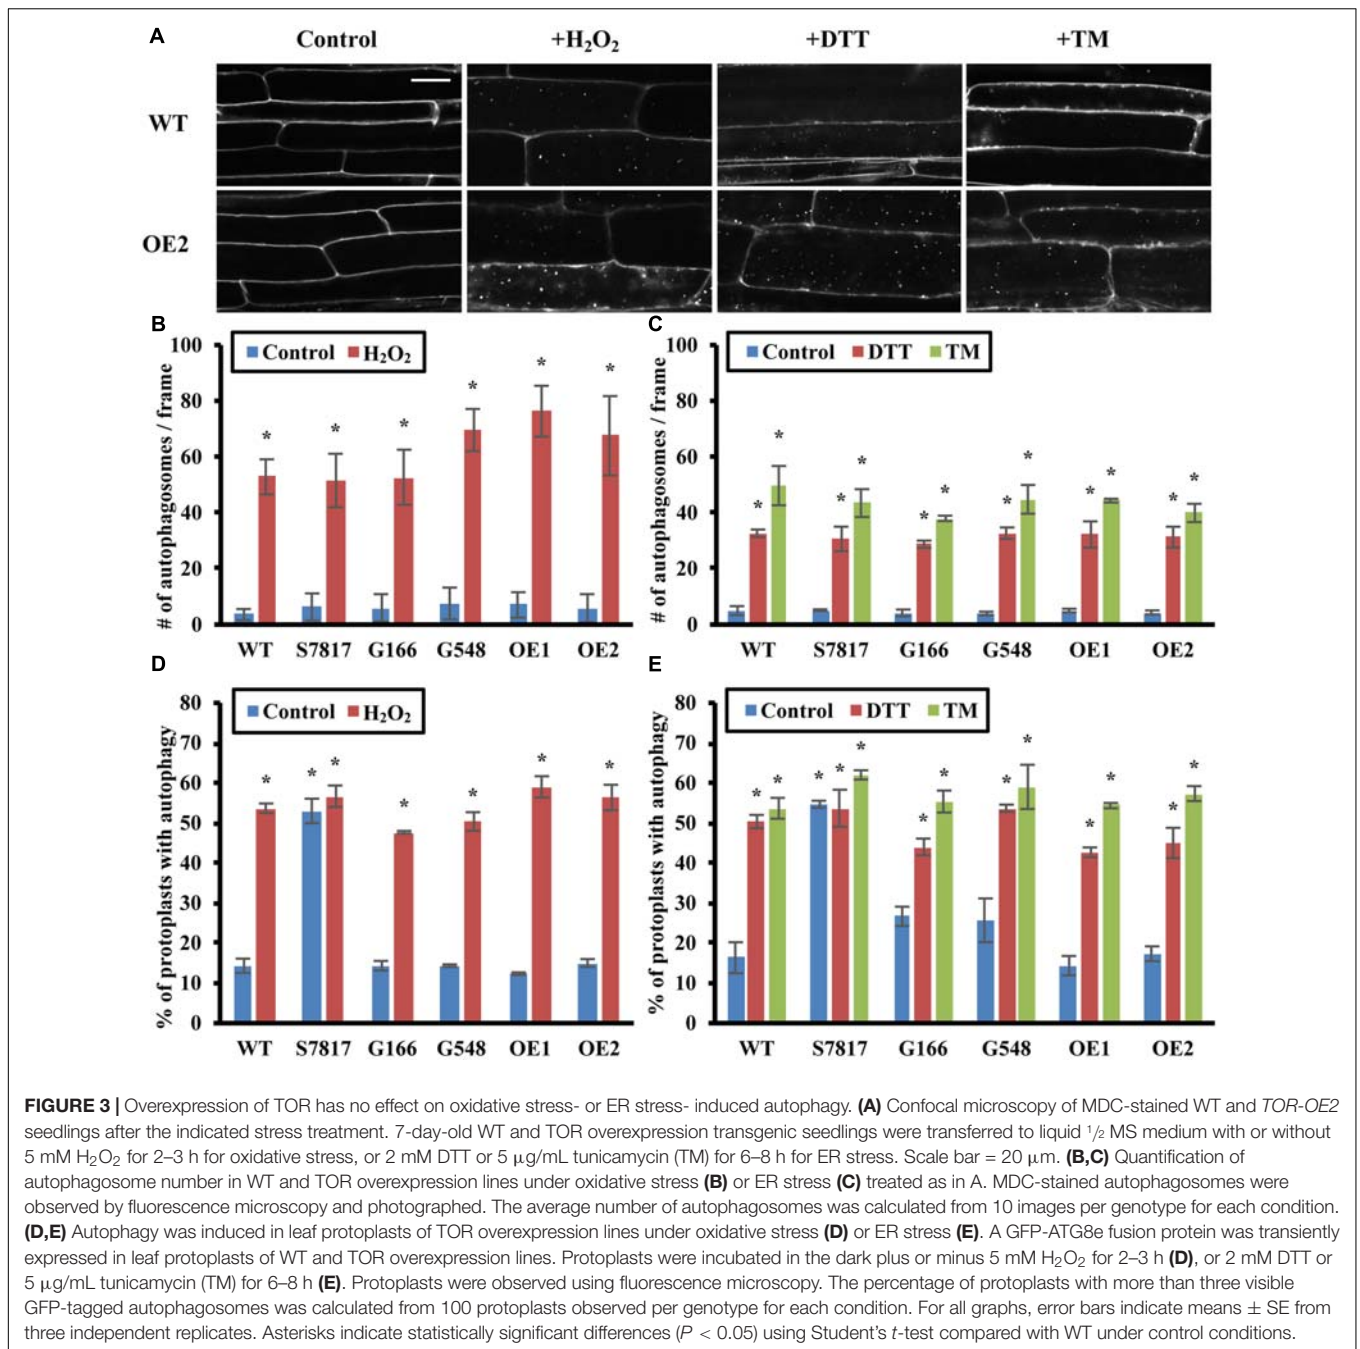 A
Control
+H₂O₂
+DTT
+TM
WT
OE2
B
# of autophagosomes / frame
100
80
60
40
20
0
Control H₂O₂
* * * * * *
WT S7817 G166 G548 OE1 OE2
C
# of autophagosomes / frame
100
80
60
40
20
0
Control DTT TM
* * * * * * * * * * * *
WT S7817 G166 G548 OE1 OE2
D
% of protoplasts with autophagy
80
70
60
50
40
30
20
10
0
Control H₂O₂
* * * * * * *
WT S7817 G166 G548 OE1 OE2
E
% of protoplasts with autophagy
80
70
60
50
40
30
20
10
0
Control DTT TM
* * * * * * * * * * * * *
WT S7817 G166 G548 OE1 OE2
FIGURE 3 | Overexpression of TOR has no effect on oxidative stress- or ER stress- induced autophagy. (A) Confocal microscopy of MDC-stained WT and TOR-OE2
seedlings after the indicated stress treatment. 7-day-old WT and TOR overexpression transgenic seedlings were transferred to liquid ½ MS medium with or without
5 mM H₂O₂ for 2–3 h for oxidative stress, or 2 mM DTT or 5 μg/mL tunicamycin (TM) for 6–8 h for ER stress. Scale bar = 20 μm. (B,C) Quantification of
autophagosome number in WT and TOR overexpression lines under oxidative stress (B) or ER stress (C) treated as in A. MDC-stained autophagosomes were
observed by fluorescence microscopy and photographed. The average number of autophagosomes was calculated from 10 images per genotype for each condition.
(D,E) Autophagy was induced in leaf protoplasts of TOR overexpression lines under oxidative stress (D) or ER stress (E). A GFP-ATG8e fusion protein was transiently
expressed in leaf protoplasts of WT and TOR overexpression lines. Protoplasts were incubated in the dark plus or minus 5 mM H₂O₂ for 2–3 h (D), or 2 mM DTT or
5 μg/mL tunicamycin (TM) for 6–8 h (E). Protoplasts were observed using fluorescence microscopy. The percentage of protoplasts with more than three visible
GFP-tagged autophagosomes was calculated from 100 protoplasts observed per genotype for each condition. For all graphs, error bars indicate means ± SE from
three independent replicates. Asterisks indicate statistically significant differences (P < 0.05) using Student's t-test compared with WT under control conditions.